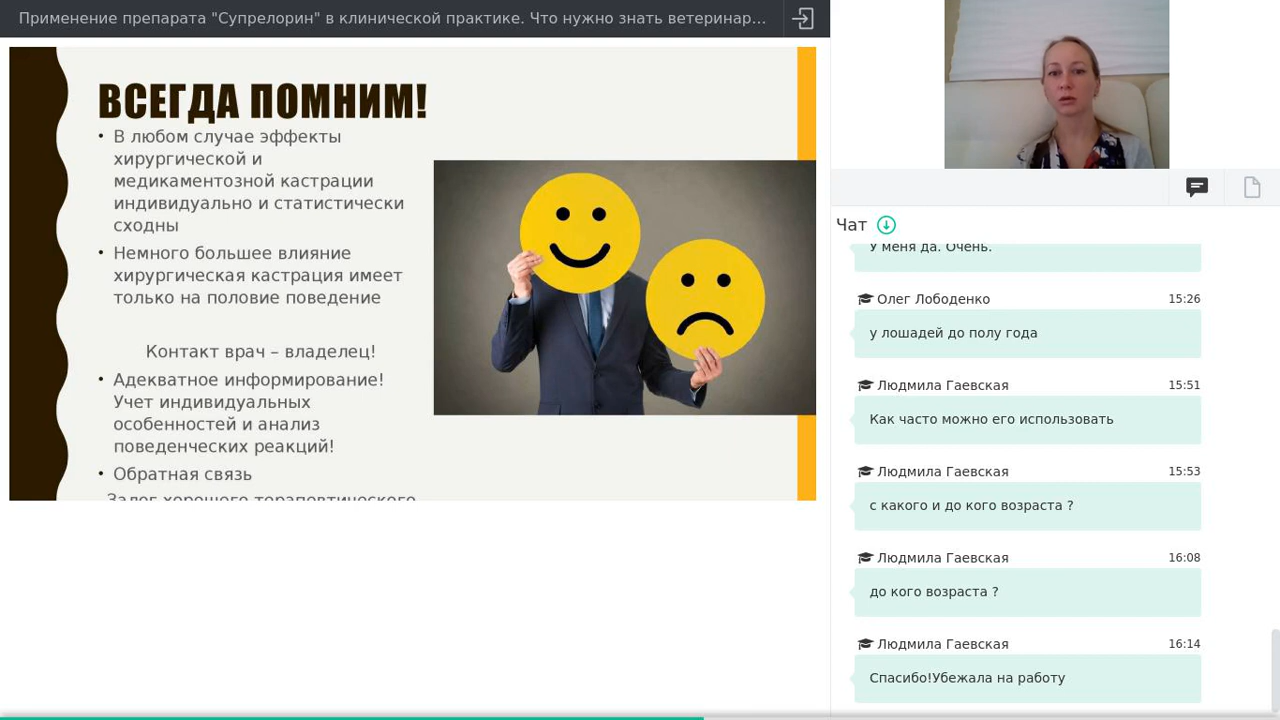 Применение препарата "Супрелорин" в клинической практике. Что нужно знать ветеринар...
ВСЕГДА ПОМНИМ!
• В любом случае эффекты
хирургической и
медикаментозной кастрации
индивидуально и статистически
сходны
• Немного большее влияние
хирургическая кастрация имеет
только на половие поведение
Контакт врач – владелец!
• Адекватное информирование!
Учет индивидуальных
особенностей и анализ
поведенческих реакций!
• Обратная связь
Залог хорошего терапевтического
Чат
У меня да. Очень.
Олег Лободенко 15:26
у лошадей до полу года
Людмила Гаевская 15:51
Как часто можно его использовать
Людмила Гаевская 15:53
с какого и до кого возраста ?
Людмила Гаевская 16:08
до кого возраста ?
Людмила Гаевская 16:14
Спасибо!Убежала на работу